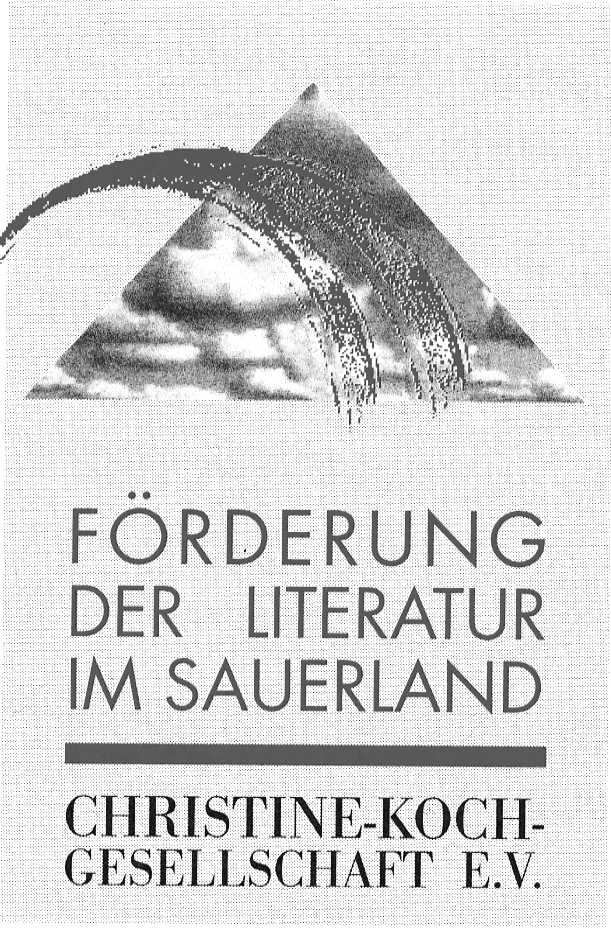 FÖRDERUNG
DER LITERATUR
IM SAUERLAND
CHRISTINE-KOCH-
GESELLSCHAFT E.V.